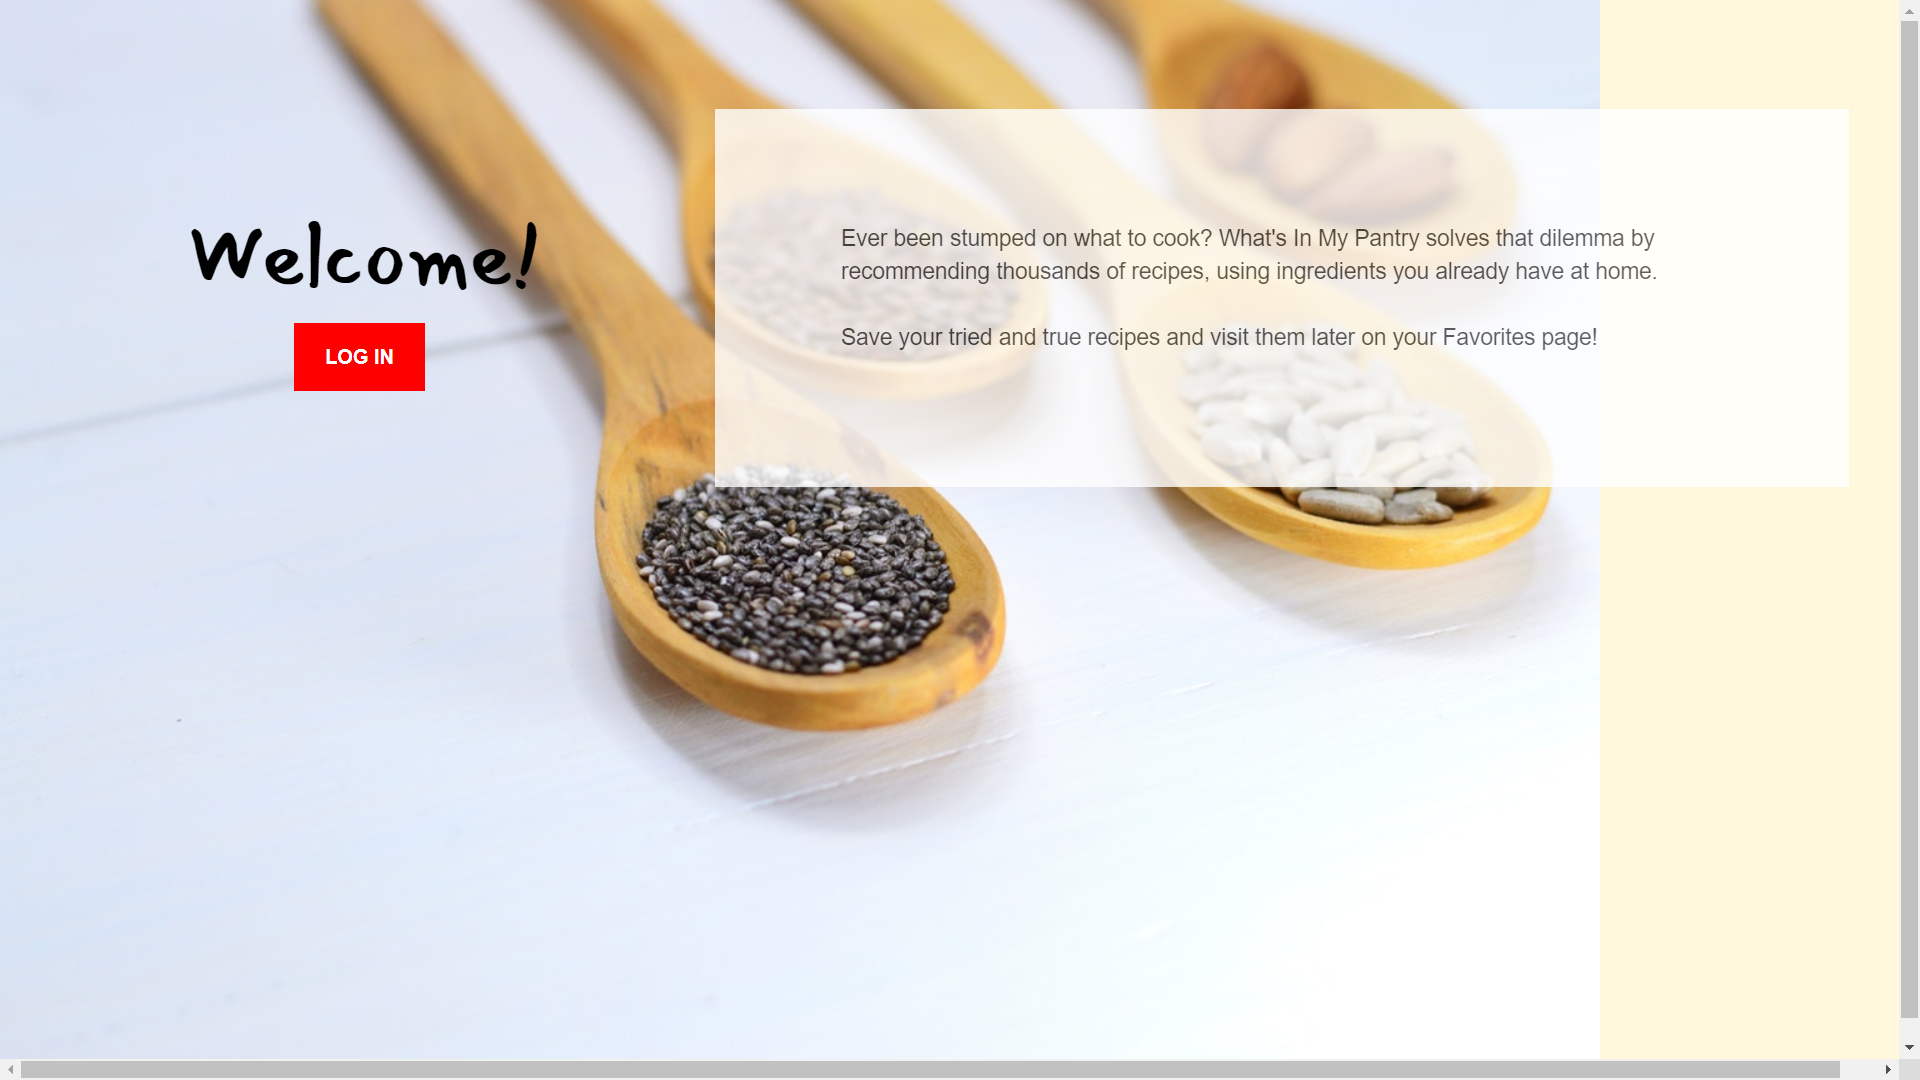 Welcome!
LOG IN
Ever been stumped on what to cook? What's In My Pantry solves that dilemma by
recommending thousands of recipes, using ingredients you already have at home.
Save your tried and true recipes and visit them later on your Favorites page!